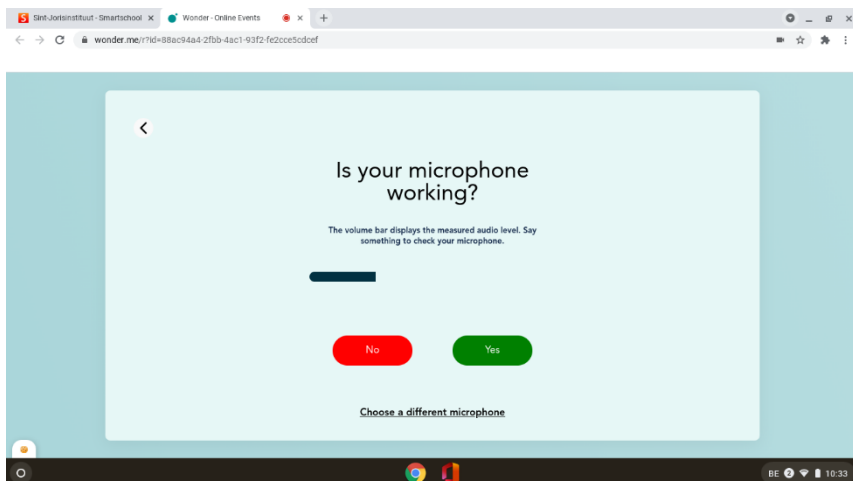 Sint-Jorisinstituut - Smartschool
Wonder - Online Events
wonder.me/r?id=88ac94a4-2fbb-4ac1-93f2-fe2cce5cdcef
Is your microphone
working?
The volume bar displays the measured audio level. Say
something to check your microphone.
No
Yes
Choose a different microphone
BE 2 10:33